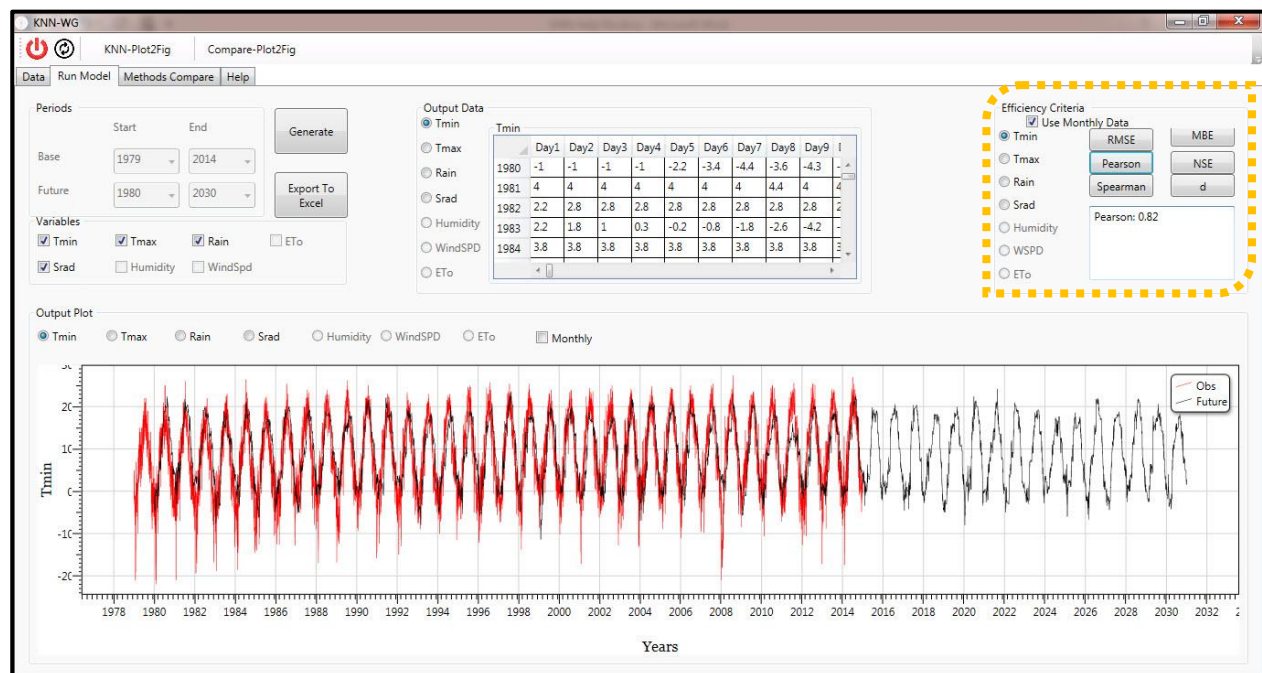 KNN-WG
KNN-Plot2Fig Compare-Plot2Fig
Data Run Model Methods Compare Help
Periods
Start End
Base 1979 2014
Future 1980 2030
Generate
Export To
Excel
Variables
Tmin Tmax Rain ETo
Srad Humidity WindSpd
Output Data
Tmin
Tmax
Rain
Srad
Humidity
WindSPD
ETo
Tmin
Day1 Day2 Day3 Day4 Day5 Day6 Day7 Day8 Day9
1980 -1 -1 -1 -1 -2.2 -3.4 -4.4 -3.6 -4.3
1981 4 4 4 4 4 4 4 4.4 4
1982 2.2 2.8 2.8 2.8 2.8 2.8 2.8 2.8 2.8
1983 2.2 1.8 1 0.3 -0.2 -0.8 -1.8 -2.6 -4.2
1984 3.8 3.8 3.8 3.8 3.8 3.8 3.8 3.8 3.8
Efficiency Criteria
Use Monthly Data
Tmin
Tmax
Rain
Srad
Humidity
WSPD
ETo
RMSE MBE
Pearson NSE
Spearman d
Pearson: 0.82
Output Plot
Tmin Tmax Rain Srad Humidity WindSPD ETo Monthly
Obs
Future
Tmin
20
10
0
-10
-20
1978 1980 1982 1984 1986 1988 1990 1992 1994 1996 1998 2000 2002 2004 2006 2008 2010 2012 2014 2016 2018 2020 2022 2024 2026 2028 2030 2032
Years